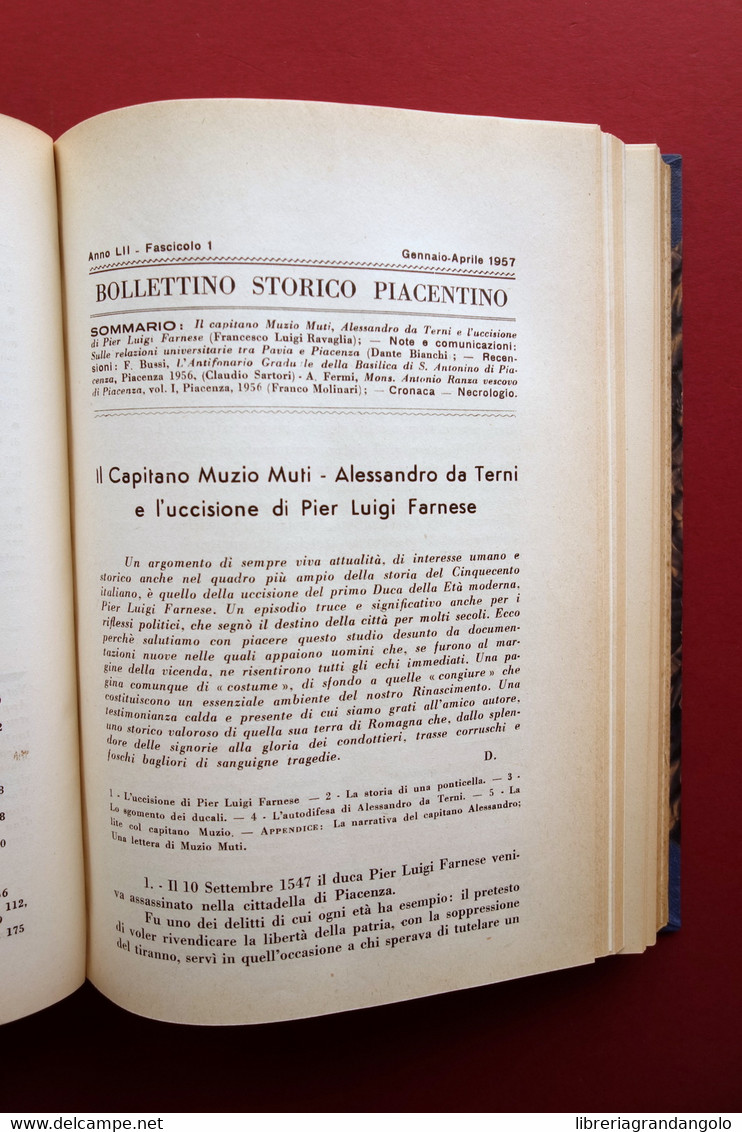 Anno LII - Fascicolo 1 Gennaio-Aprile 1957
BOLLETTINO STORICO PIACENTINO
SOMMARIO: Il capitano Muzio Muti, Alessandro da Terni e l'uccisione
di Pier Luigi Farnese (Francesco Luigi Ravaglia); — Note e comunicazioni:
Sulle relazioni universitarie tra Pavia e Piacenza (Dante Bianchi ; — Recen-
sioni: F. Bussi, L'Antifonario Gradu le della Basilica di S. Antonino di Pia-
cenza, Piacenza 1956, (Claudio Sartori) - A. Fermi, Mons. Antonio Ranza vescovo
di Piacenza, vol. I, Piacenza, 1956 (Franco Molinari); — Cronaca — Necrologio.
Il Capitano Muzio Muti - Alessandro da Terni
e l'uccisione di Pier Luigi Farnese
Un argomento di sempre viva attualità, di interesse umano e
storico anche nel quadro più ampio della storia del Cinquecento
italiano, è quello della uccisione del primo Duca della Età moderna,
Pier Luigi Farnese. Un episodio truce e significativo anche per i
riflessi politici, che segnò il destino della città per molti secoli. Ecco
perchè salutiamo con piacere questo studio desunto da documen-
tazioni nuove nelle quali appaiono uomini che, se furono al mar-
gine della vicenda, ne risentirono tutti gli echi immediati. Una pa-
gina comunque di « costume », di sfondo a quelle « congiure » che
costituiscono un essenziale ambiente del nostro Rinascimento. Una
testimonianza calda e presente di cui siamo grati all'amico autore,
uno storico valoroso di quella sua terra di Romagna che, dallo splen-
dore delle signorie alla gloria dei condottieri, trasse corruschi e
foschi bagliori di sanguigne tragedie. D.
1 - L'uccisione di Pier Luigi Farnese — 2 - La storia di una ponticella. — 3 -
Lo sgomento dei ducali. — 4 - L'autodifesa di Alessandro da Terni. — 5 - La
lite col capitano Muzio. — APPENDICE: La narrativa del capitano Alessandro;
Una lettera di Muzio Muti.
1. - Il 10 Settembre 1547 il duca Pier Luigi Farnese veni-
va assassinato nella cittadella di Piacenza.
Fu uno dei delitti di cui ogni età ha esempio: il pretesto
di voler rivendicare la libertà della patria, con la soppressione
del tiranno, servì in quell'occasione a chi sperava di tutelare un
9
2
8
3
8
0
6
112,
9
175
delcampe.net libreriagrandangolo